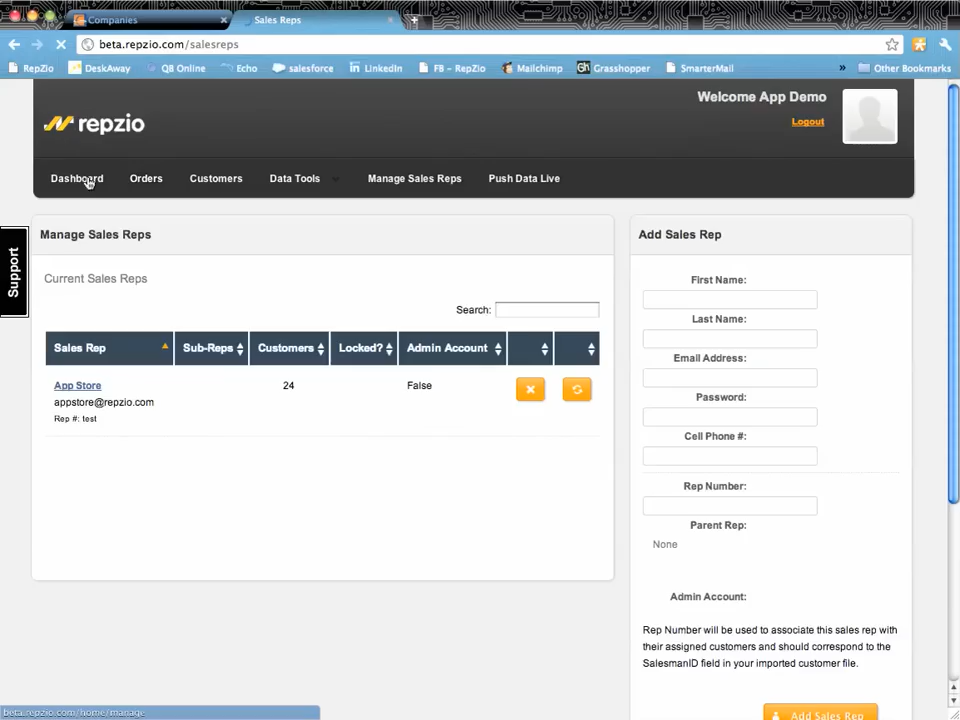 Companies
Sales Reps
beta.repzio.com/salesreps
RepZio
DeskAway
QB Online
Echo
salesforce
LinkedIn
FB – RepZio
Mailchimp
Grasshopper
SmarterMail
»
Other Bookmarks
repzio
Welcome App Demo
Logout
Dashboard
Orders
Customers
Data Tools
Manage Sales Reps
Push Data Live
Support
Manage Sales Reps
Current Sales Reps
Search:
Sales Rep
Sub-Reps
Customers
Locked?
Admin Account
App Store
24
False
appstore@repzio.com
Rep #: test
Add Sales Rep
First Name:
Last Name:
Email Address:
Password:
Cell Phone #:
Rep Number:
Parent Rep:
None
Admin Account:
Rep Number will be used to associate this sales rep with
their assigned customers and should correspond to the
SalesmanID field in your imported customer file.
Add Sales Rep
beta.repzio.com/home/manage